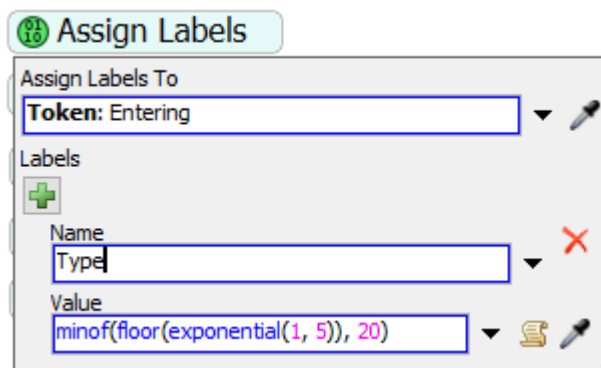 Assign Labels
Assign Labels To
Token: Entering
Labels
Name
Type
Value
minof(floor(exponential(1, 5)), 20)